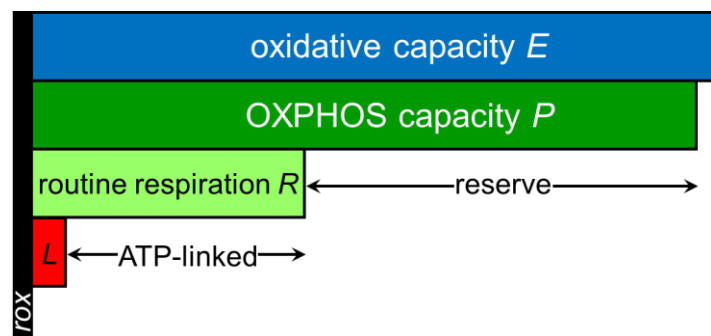 oxidative capacity E
OXPHOS capacity P
routine respiration R
reserve
L
ATP-linked
rox